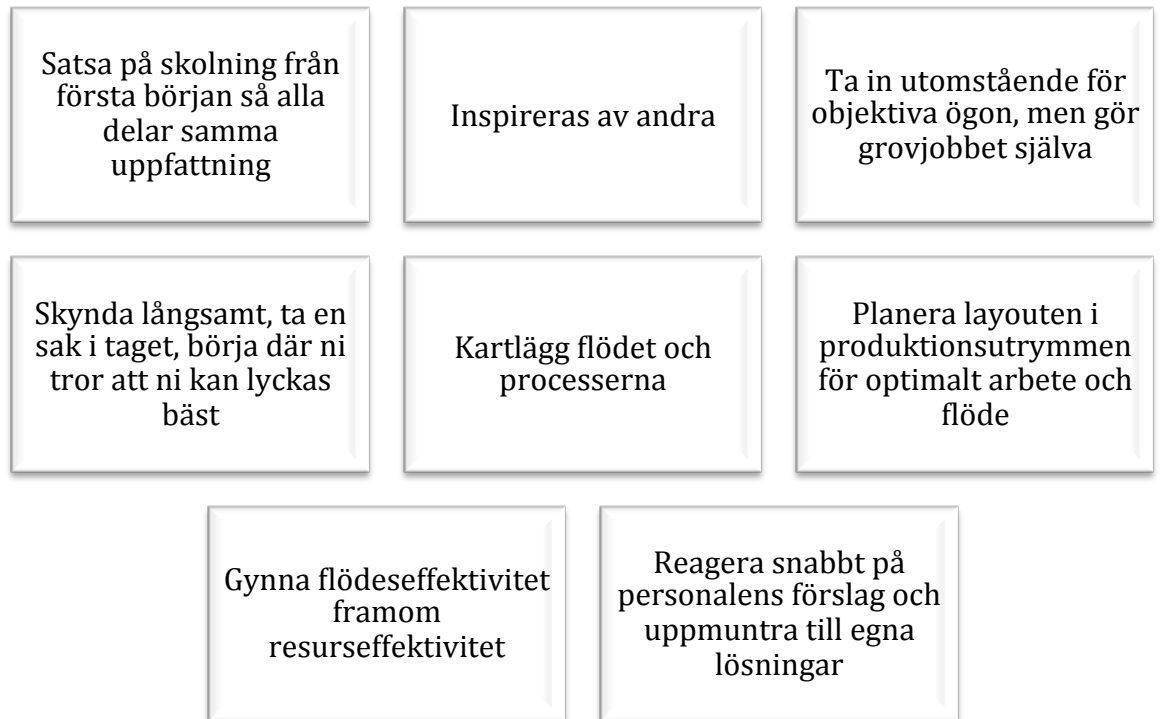 Satsa på skolning från
första början så alla
delar samma
uppfattning
Inspireras av andra
Ta in utomstående för
objektiva ögon, men gör
grovjobbet själva
Skynda långsamt, ta en
sak i taget, börja där ni
tror att ni kan lyckas
bäst
Kartlägg flödet och
processerna
Planera layouten i
produktionsutrymmen
för optimalt arbete och
flöde
Gynna flödeseffektivitet
framom
resurseffektivitet
Reagera snabbt på
personalens förslag och
uppmuntra till egna
lösningar